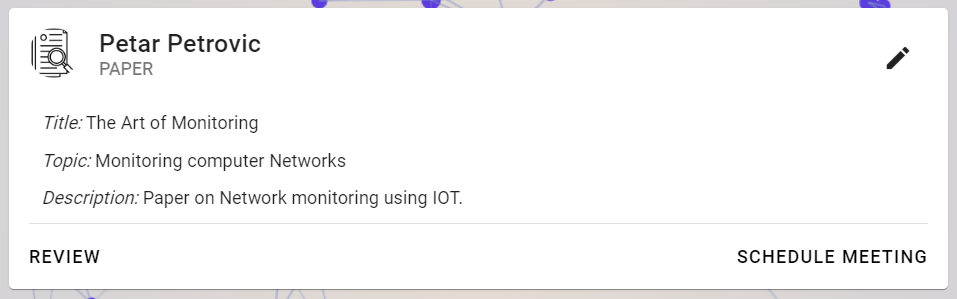 Petar Petrovic
PAPER
Title: The Art of Monitoring
Topic: Monitoring computer Networks
Description: Paper on Network monitoring using IOT.
REVIEW
SCHEDULE MEETING